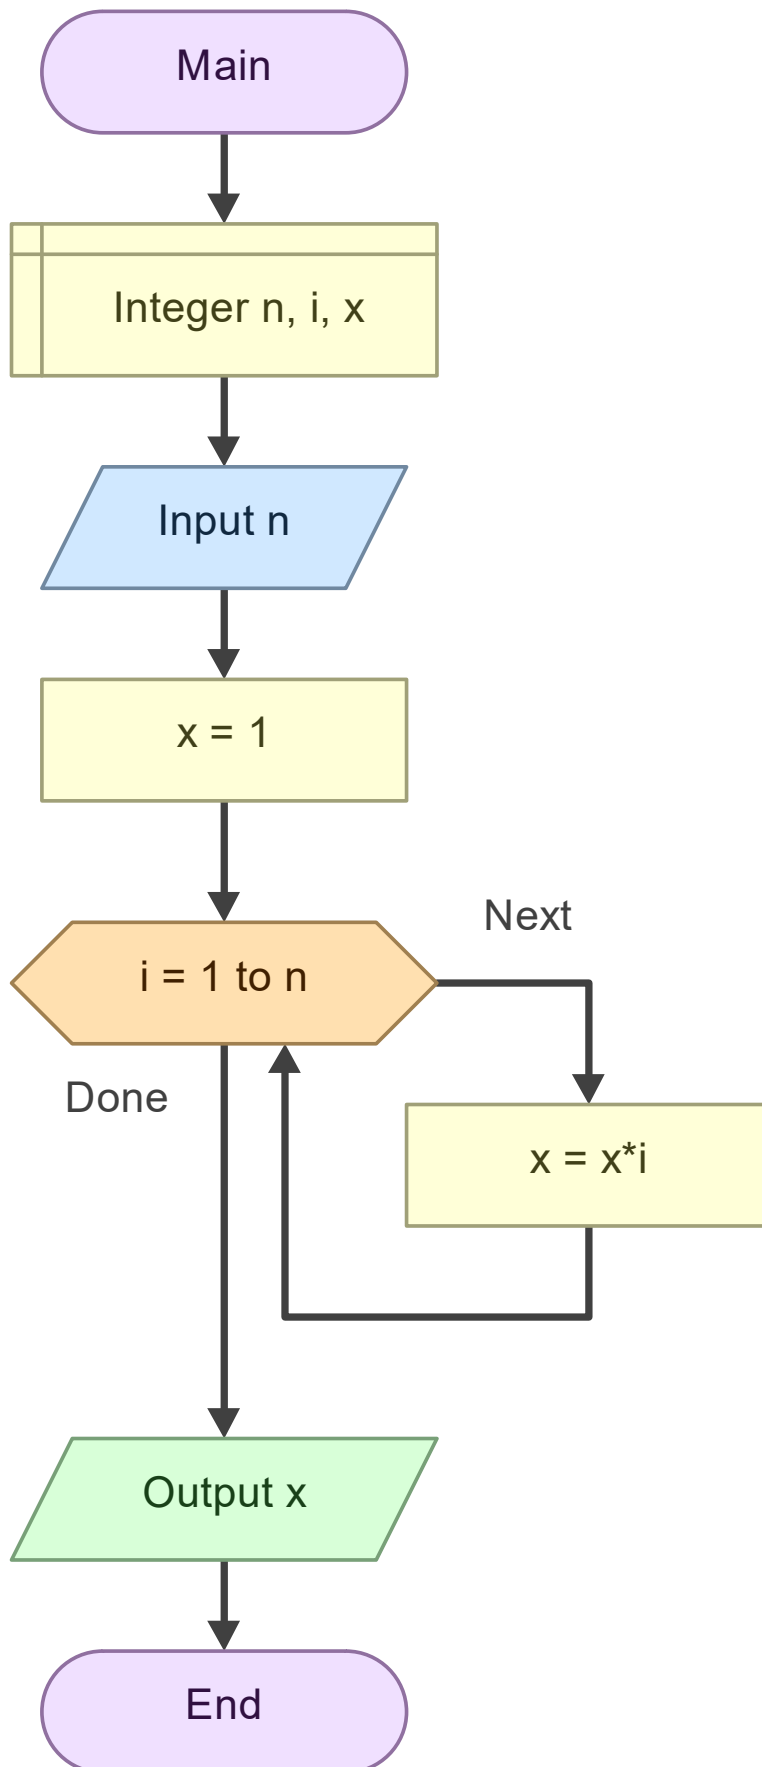 Main
Integer n, i, x
Input n
x = 1
i = 1 to n
Next
x = x*i
Done
Output x
End